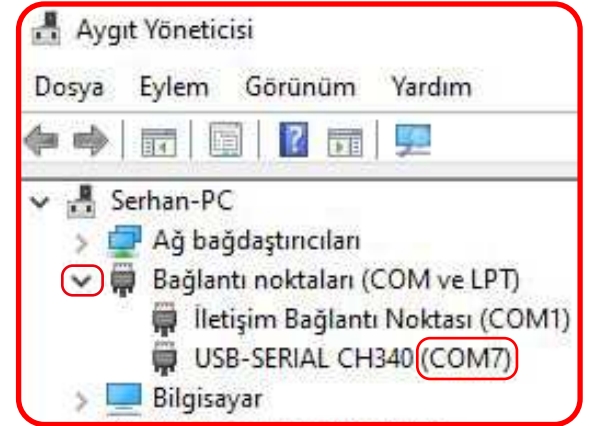 Aygıt Yöneticisi
Dosya Eylem Görünüm Yardım
Serhan-PC
Ağ bağdaştırıcıları
Bağlantı noktaları (COM ve LPT)
İletişim Bağlantı Noktası (COM1)
USB-SERIAL CH340 (COM7)
Bilgisayar